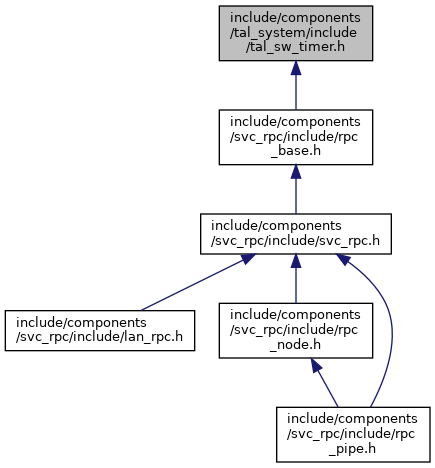 include/components
/tal_system/include
/tal_sw_timer.h
include/components
/svc_rpc/include/rpc
_base.h
include/components
/svc_rpc/include/svc_rpc.h
include/components
/svc_rpc/include/lan_rpc.h
include/components
/svc_rpc/include/rpc
_node.h
include/components
/svc_rpc/include/rpc
_pipe.h